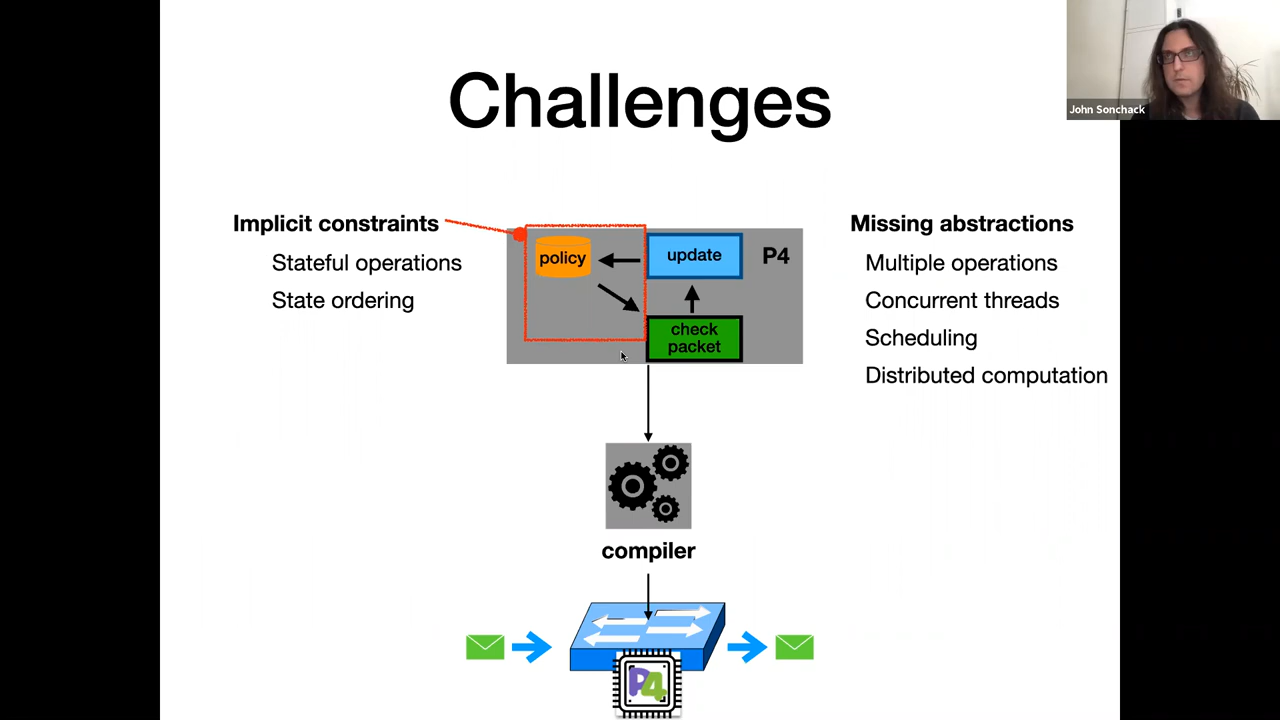 Challenges
John Sonchack
Implicit constraints
Stateful operations
State ordering
policy
update
P4
check
packet
Missing abstractions
Multiple operations
Concurrent threads
Scheduling
Distributed computation
compiler
P4